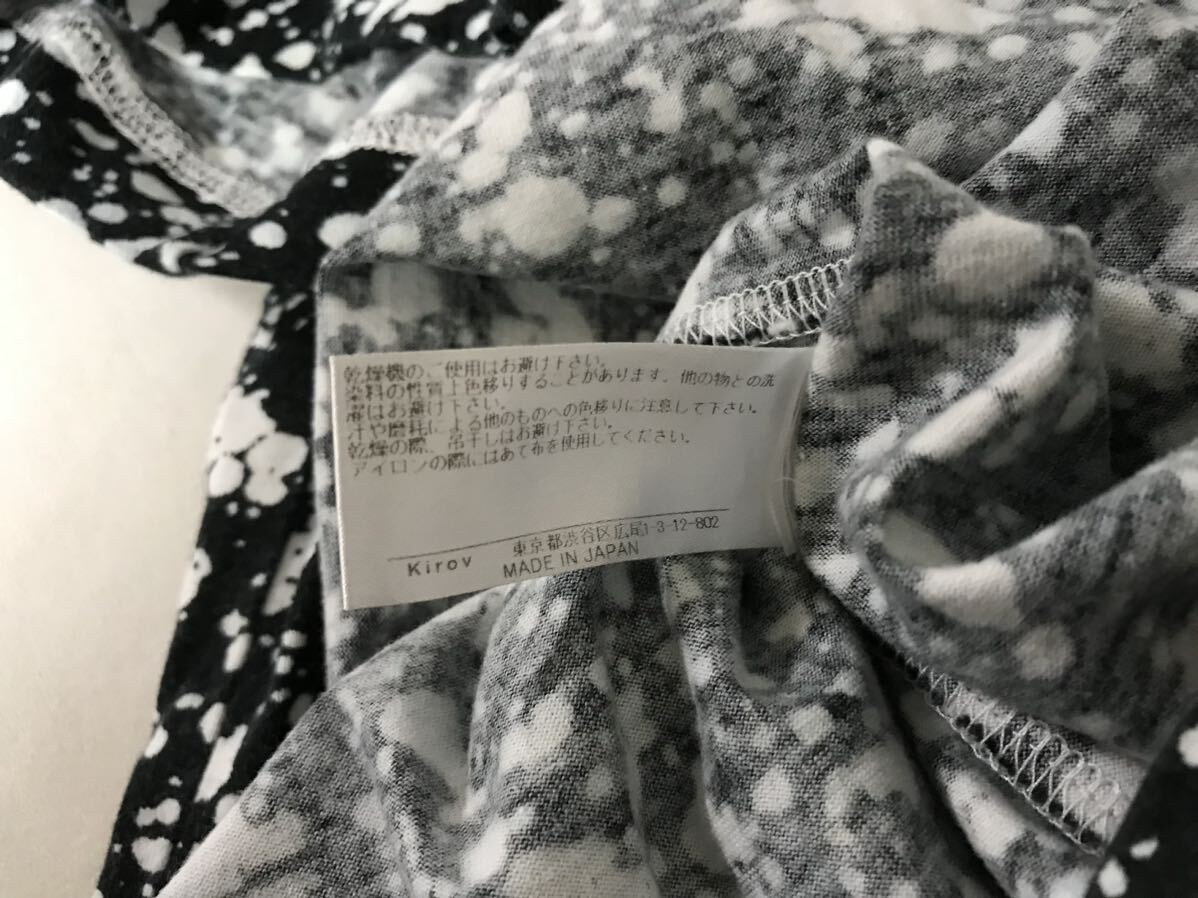 乾燥機のご使用はお避け下さい。
染料の性質上色移りすることがあります。他の物との洗
濯はお避け下さい。
汗や磨耗による他のものへの色移りに注意して下さい。
乾燥の際、吊干しはお避け下さい。
アイロンの際にはあて布を使用してください。
東京都渋谷区広尾1-3-12-802
Kirov MADE IN JAPAN